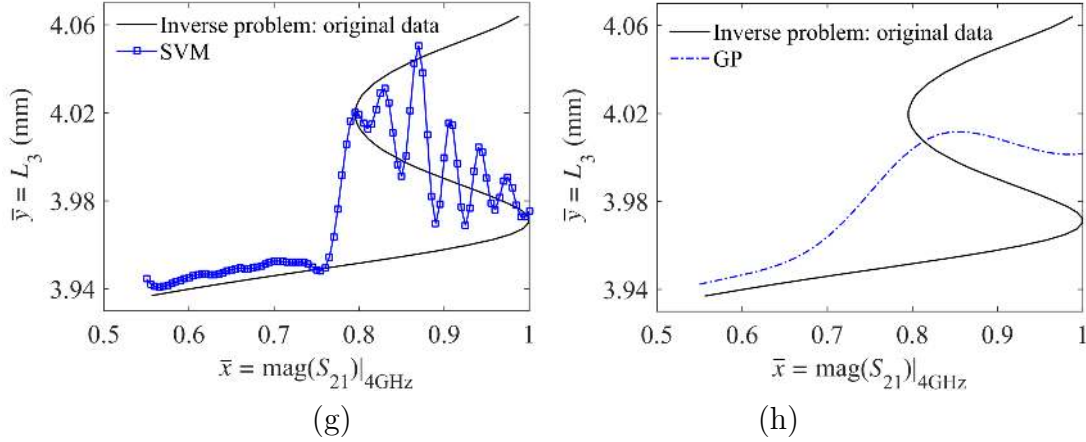 4.06
4.02
3.98
3.94
ȳ = L₃ (mm)
Inverse problem: original data
SVM
0.5 0.6 0.7 0.8 0.9 1
x̄ = mag(S₂₁)|₄GHz
(g)
4.06
4.02
3.98
3.94
ȳ = L₃ (mm)
Inverse problem: original data
GP
0.5 0.6 0.7 0.8 0.9 1
x̄ = mag(S₂₁)|₄GHz
(h)